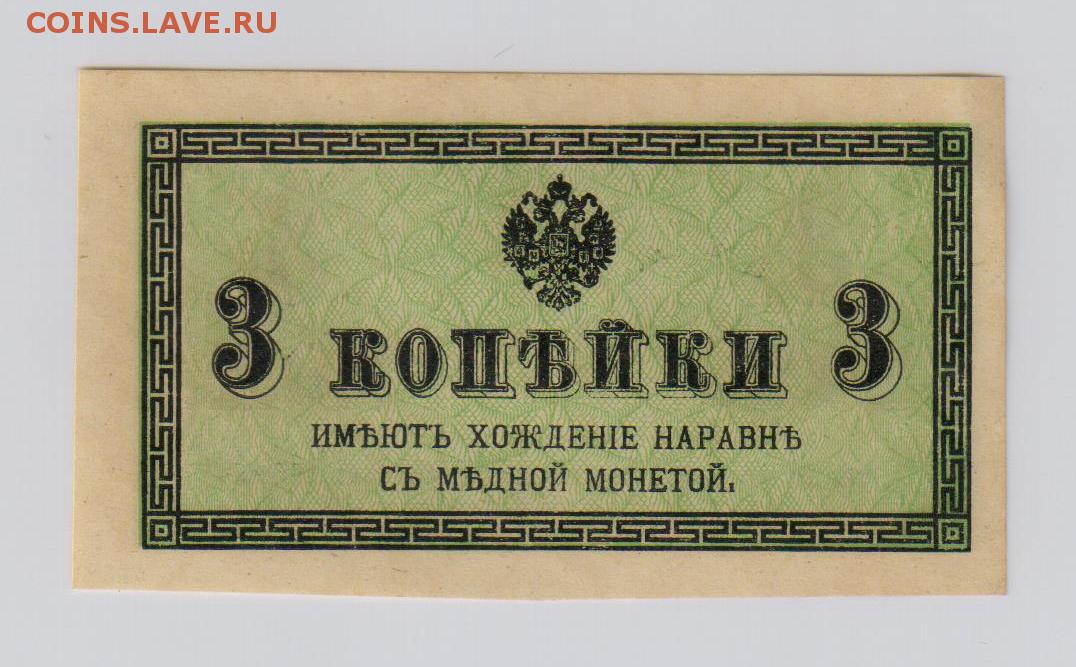 COINS.LAVE.RU
3 КОПѢЙКИ 3
ИМѢЮТЪ ХОЖДЕНІЕ НАРАВНѢ
СЪ МѢДНОЙ МОНЕТОЙ.